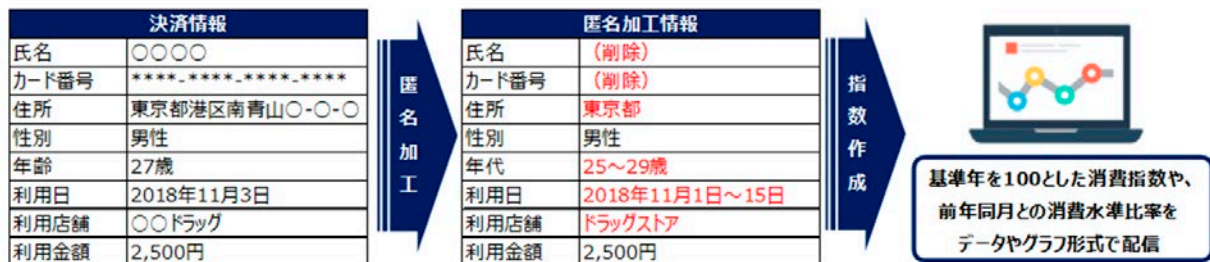 決済情報
氏名 ○○○○
カード番号 ****-****-****-****
住所 東京都港区南青山○-○-○
性別 男性
年齢 27歳
利用日 2018年11月3日
利用店舗 ○○ドラッグ
利用金額 2,500円
匿名加工
匿名加工情報
氏名 （削除）
カード番号 （削除）
住所 東京都
性別 男性
年代 25～29歳
利用日 2018年11月1日～15日
利用店舗 ドラッグストア
利用金額 2,500円
指数作成
基準年を100とした消費指数や、
前年同月との消費水準比率を
データやグラフ形式で配信